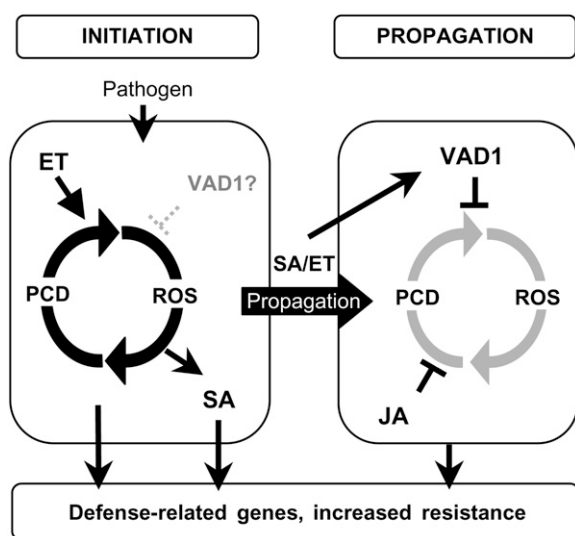 INITIATION
PROPAGATION
Pathogen
ET
VAD1?
PCD
ROS
SA
SA/ET
Propagation
VAD1
PCD
ROS
JA
Defense-related genes, increased resistance